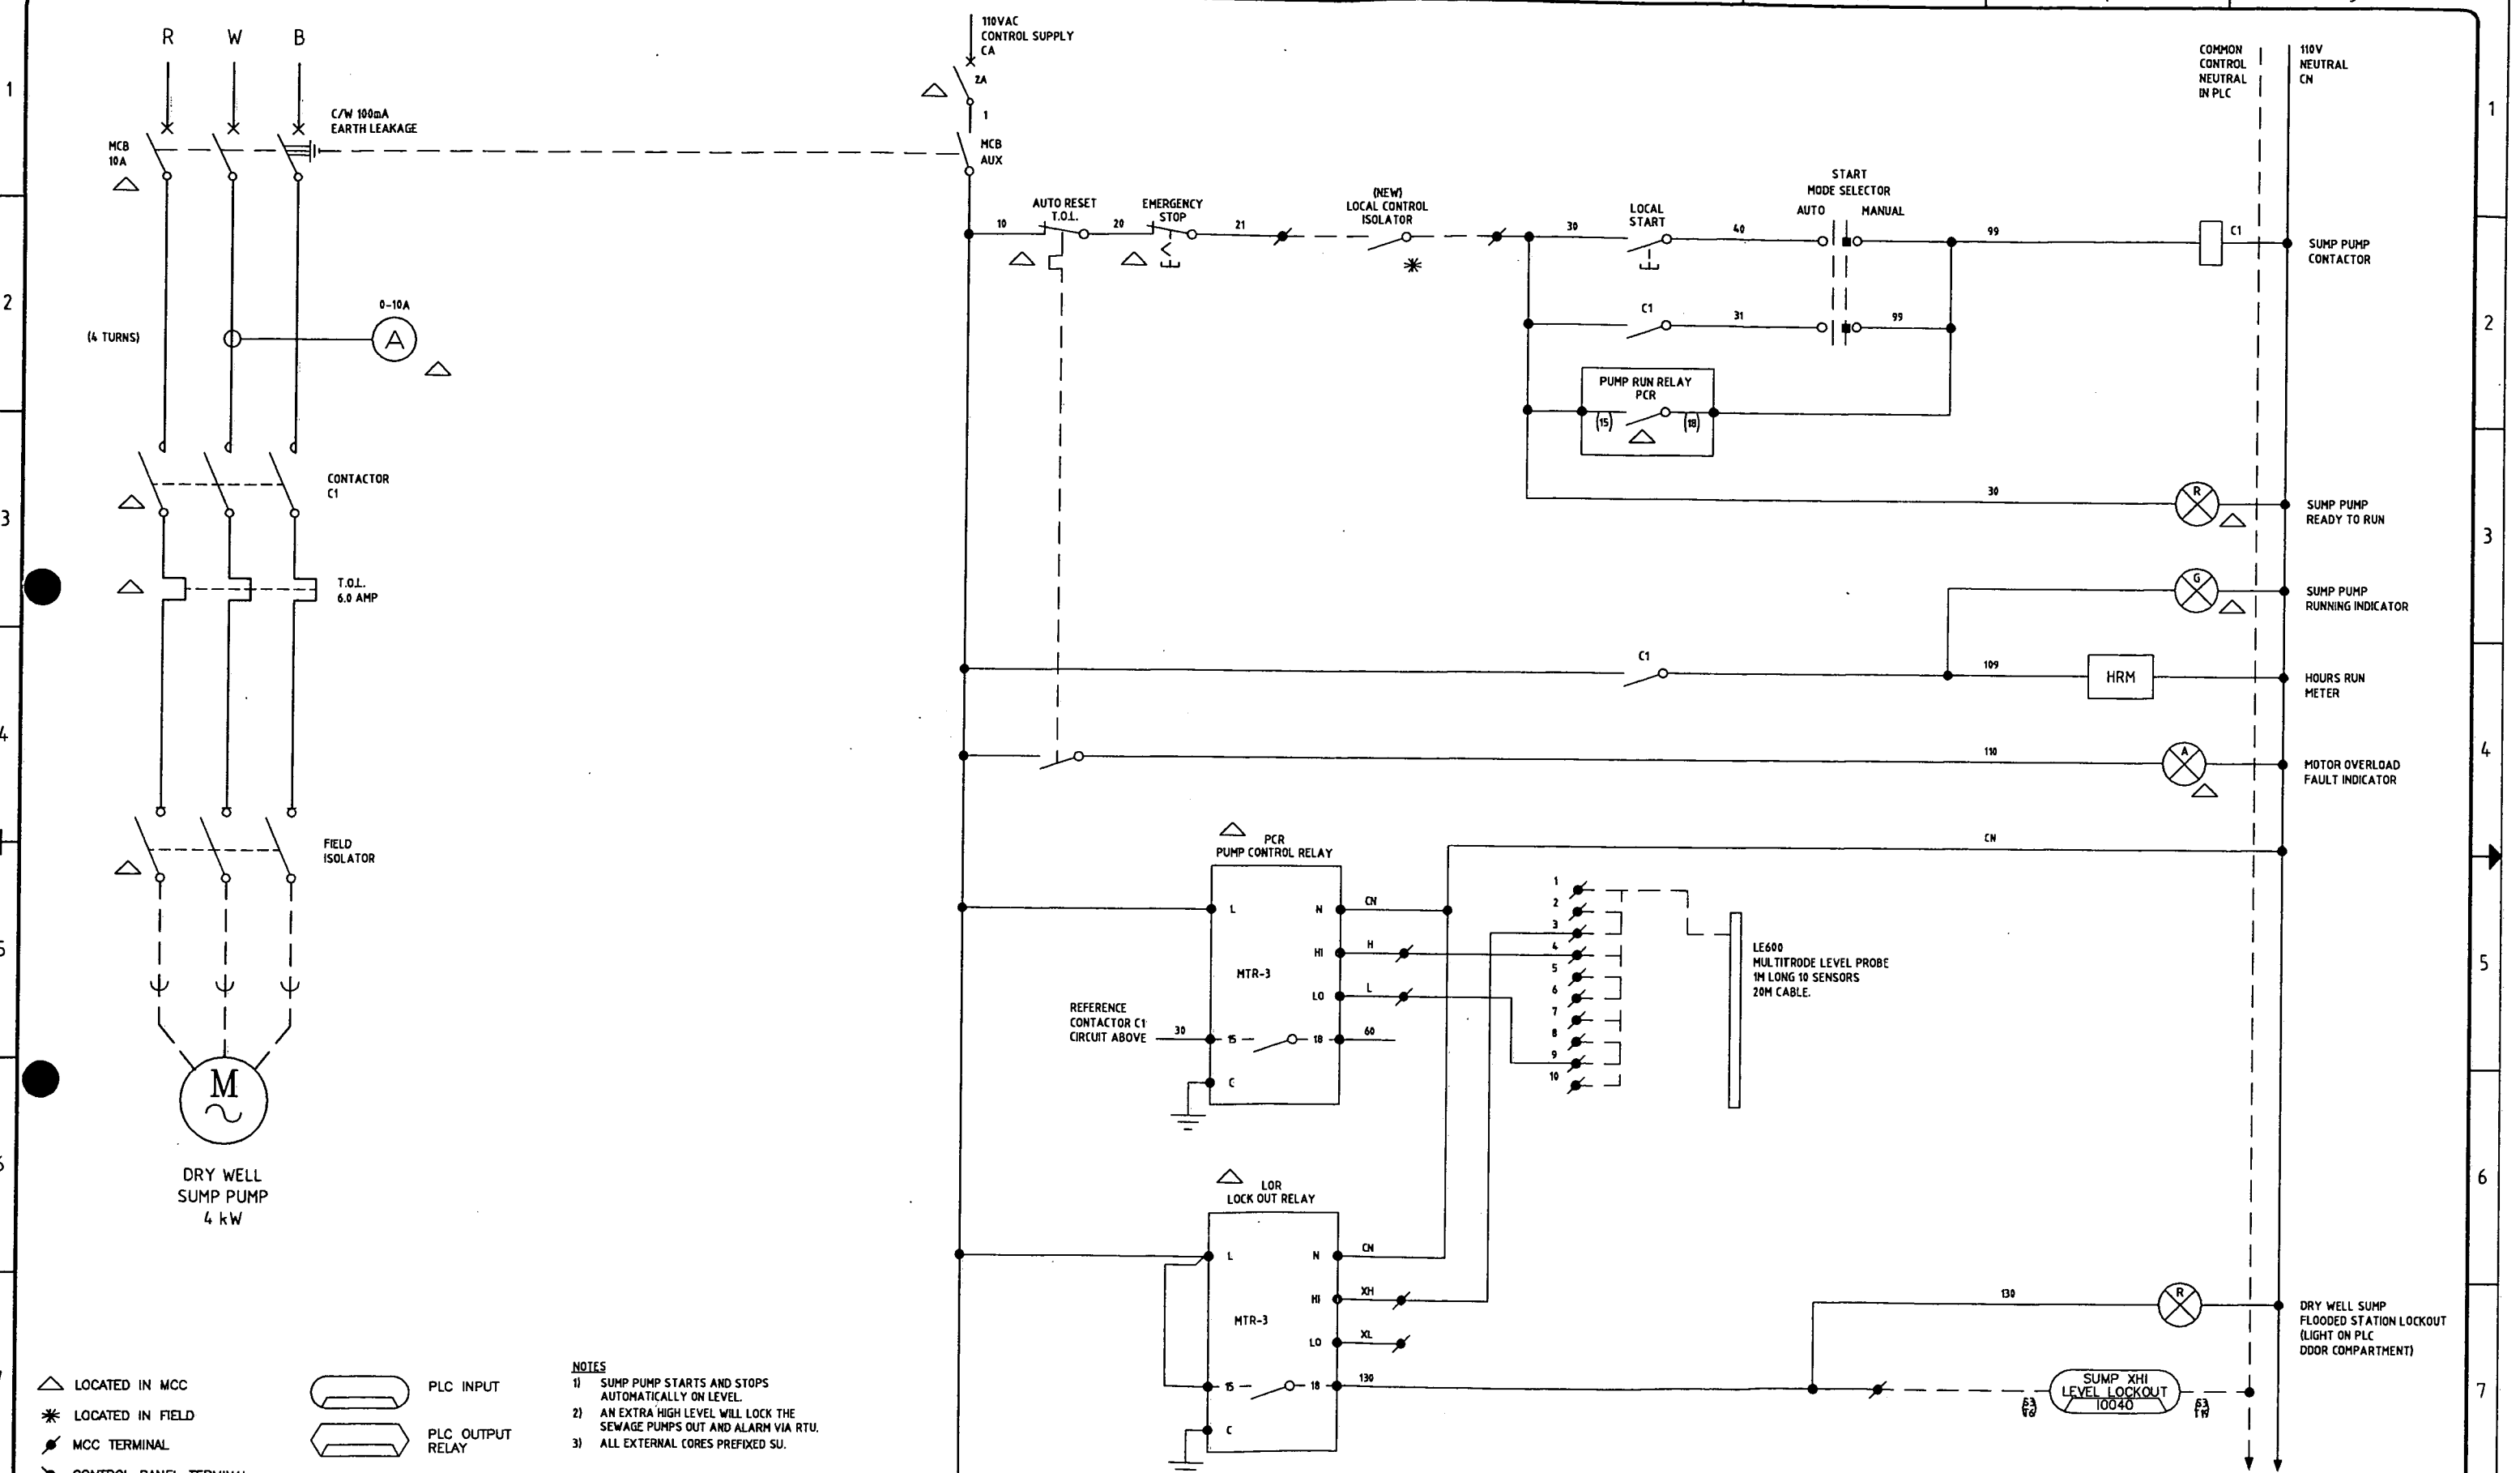 R W B
110VAC
CONTROL SUPPLY
CA
2A
1
MCB
AUX
C/W 100mA
EARTH LEAKAGE
MCB
10A
COMMON
CONTROL
NEUTRAL
IN PLC
110V
NEUTRAL
CN
1
1
2
2
3
3
4
4
5
5
6
6
7
10
AUTO RESET
T.O.L.
20
EMERGENCY
STOP
21
(NEW)
LOCAL CONTROL
ISOLATOR
30
LOCAL
START
40
START
MODE SELECTOR
AUTO MANUAL
99
C1
SUMP PUMP
CONTACTOR
C1
31
99
PUMP RUN RELAY
PCR
(15)
(18)
30
R
SUMP PUMP
READY TO RUN
G
SUMP PUMP
RUNNING INDICATOR
C1
109
HRM
HOURS RUN
METER
110
A
MOTOR OVERLOAD
FAULT INDICATOR
0-10A
(4 TURNS)
A
CONTACTOR
C1
T.O.L.
6.0 AMP
FIELD
ISOLATOR
M
DRY WELL
SUMP PUMP
4 kW
PCR
PUMP CONTROL RELAY
CN
L
N
CN
HI
H
MTR-3
LO
L
REFERENCE
CONTACTOR C1
CIRCUIT ABOVE
30
15
18
60
C
1
2
3
4
5
6
7
8
9
10
LE600
MULTITRODE LEVEL PROBE
1M LONG 10 SENSORS
20M CABLE.
LOR
LOCK OUT RELAY
L
N
CN
HI
XH
MTR-3
LO
XL
15
18
130
C
130
R
DRY WELL SUMP
FLOODED STATION LOCKOUT
(LIGHT ON PLC
DOOR COMPARTMENT)
SUMP XHI
LEVEL LOCKOUT
10040
LOCATED IN MCC
LOCATED IN FIELD
MCC TERMINAL
CONTROL PANEL TERMINAL
PLC INPUT
PLC OUTPUT
RELAY
NOTES
1) SUMP PUMP STARTS AND STOPS
AUTOMATICALLY ON LEVEL.
2) AN EXTRA HIGH LEVEL WILL LOCK THE
SEWAGE PUMPS OUT AND ALARM VIA RTU.
3) ALL EXTERNAL CORES PREFIXED SU.